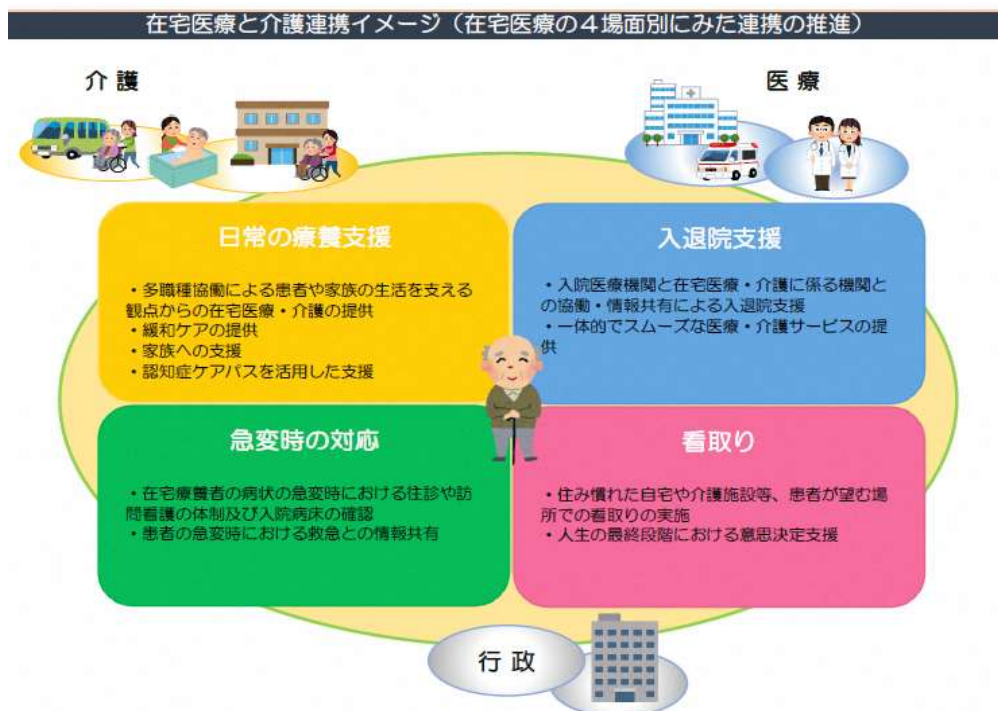 在宅医療と介護連携イメージ（在宅医療の４場面別にみた連携の推進）
介 護
医 療
日常の療養支援
・多職種協働による患者や家族の生活を支える
観点からの在宅医療・介護の提供
・緩和ケアの提供
・家族への支援
・認知症ケアパスを活用した支援
入退院支援
・入院医療機関と在宅医療・介護に係る機関と
の協働・情報共有による入退院支援
・一体的でスムーズな医療・介護サービスの提
供
急変時の対応
・在宅療養者の病状の急変時における往診や訪
問看護の体制及び入院病床の確認
・患者の急変時における救急との情報共有
看取り
・住み慣れた自宅や介護施設等、患者が望む場
所での看取りの実施
・人生の最終段階における意思決定支援
行 政